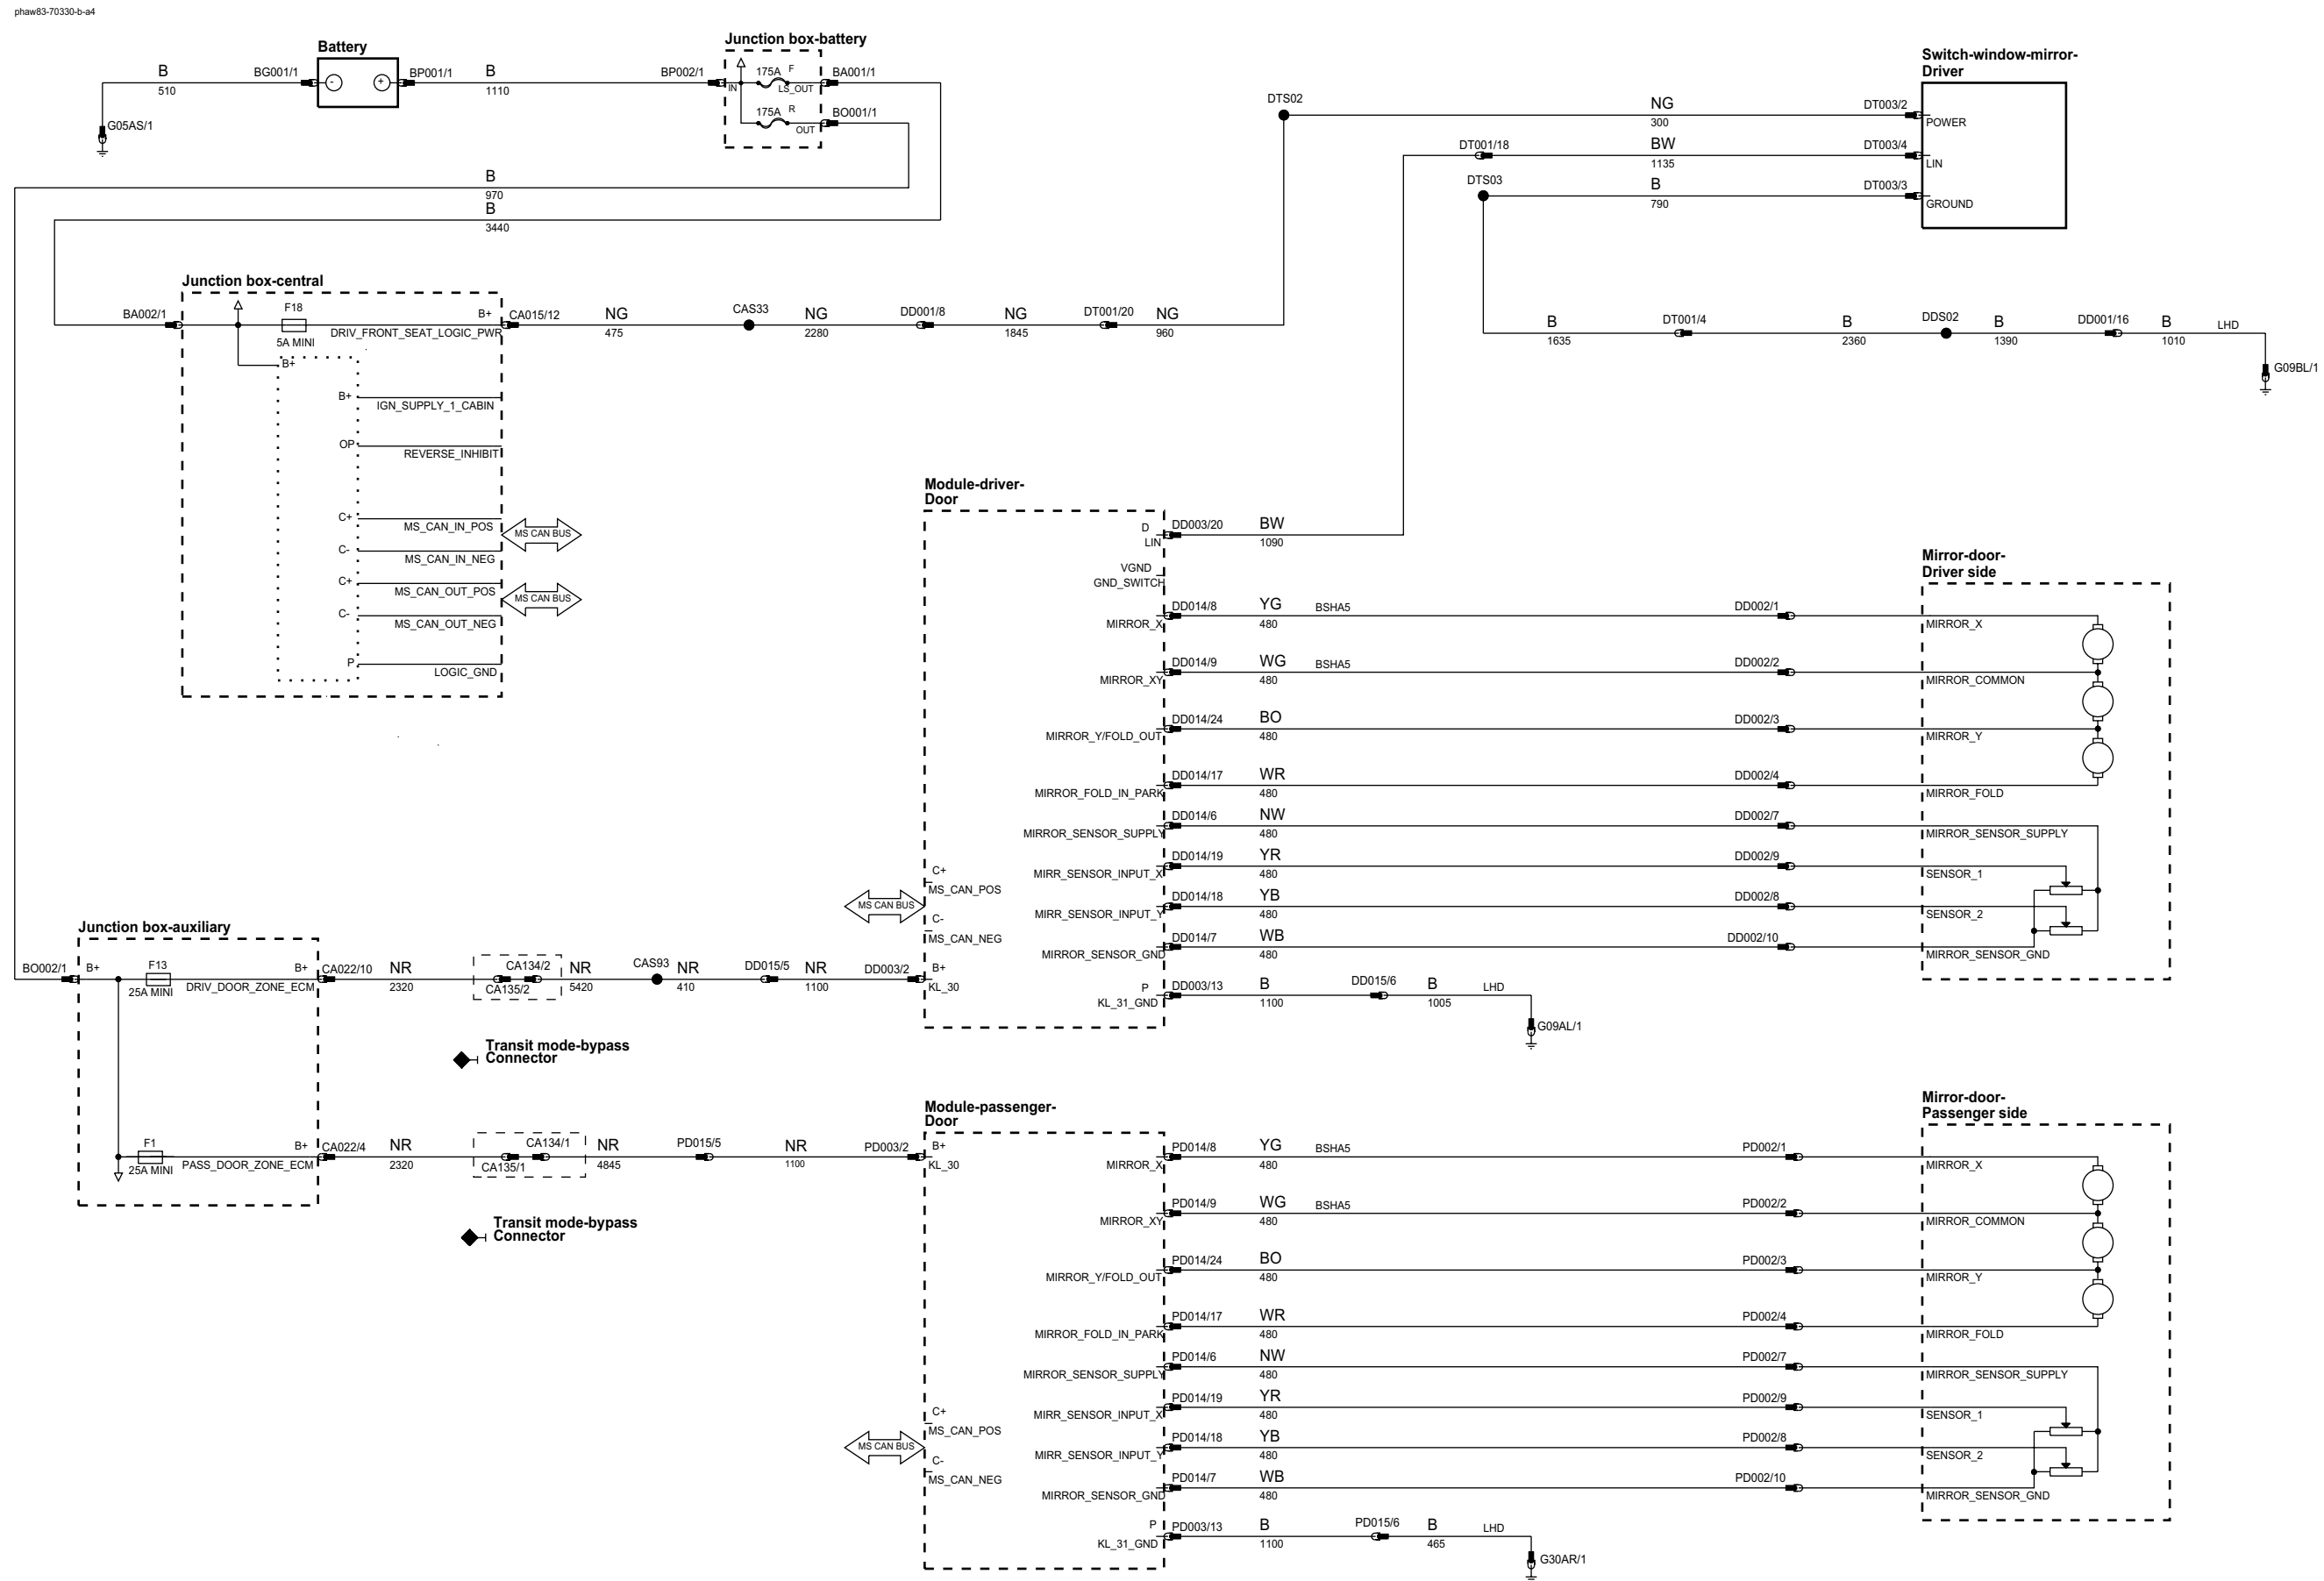 phaw83-70330-b-a4
Battery
B
510
BG001/1
-
+
BP001/1
B
1110
G05AS/1
Junction box-battery
BP002/1
IN
175A
F
LS_OUT
BA001/1
175A
R
OUT
BO001/1
B
970
B
3440
Switch-window-mirror-
Driver
DTS02
NG
300
DT003/2
POWER
DT001/18
BW
1135
DT003/4
LIN
DTS03
B
790
DT003/3
GROUND
B
1635
DT001/4
B
2360
DDS02
B
1390
DD001/16
B
1010
LHD
G09BL/1
Junction box-central
BA002/1
F18
5A MINI
B+
DRIV_FRONT_SEAT_LOGIC_PWR
CA015/12
NG
475
CAS33
NG
2280
DD001/8
NG
1845
DT001/20
NG
960
B+
B+
IGN_SUPPLY_1_CABIN
OP
REVERSE_INHIBIT
C+
MS_CAN_IN_POS
MS CAN BUS
C-
MS_CAN_IN_NEG
C+
MS_CAN_OUT_POS
MS CAN BUS
C-
MS_CAN_OUT_NEG
P
LOGIC_GND
Module-driver-
Door
D
LIN
DD003/20
BW
1090
VGND
GND_SWITCH
Mirror-door-
Driver side
MIRROR_X
DD014/8
YG
480
BSHA5
DD002/1
MIRROR_X
MIRROR_XY
DD014/9
WG
480
BSHA5
DD002/2
MIRROR_COMMON
MIRROR_Y/FOLD_OUT
DD014/24
BO
480
DD002/3
MIRROR_Y
MIRROR_FOLD_IN_PARK
DD014/17
WR
480
DD002/4
MIRROR_FOLD
MIRROR_SENSOR_SUPPLY
DD014/6
NW
480
DD002/7
MIRROR_SENSOR_SUPPLY
MIRR_SENSOR_INPUT_X
DD014/19
YR
480
DD002/9
SENSOR_1
MIRR_SENSOR_INPUT_Y
DD014/18
YB
480
DD002/8
SENSOR_2
MIRROR_SENSOR_GND
DD014/7
WB
480
DD002/10
MIRROR_SENSOR_GND
C+
MS_CAN_POS
MS CAN BUS
C-
MS_CAN_NEG
P
KL_31_GND
DD003/13
B
1100
DD015/6
B
1005
LHD
G09AL/1
Junction box-auxiliary
BO002/1
B+
F13
25A MINI
B+
DRIV_DOOR_ZONE_ECM
CA022/10
NR
2320
CA134/2
CA135/2
NR
5420
CAS93
NR
410
DD015/5
NR
1100
DD003/2
B+
KL_30
Transit mode-bypass
Connector
F1
25A MINI
B+
PASS_DOOR_ZONE_ECM
CA022/4
NR
2320
CA134/1
CA135/1
NR
4845
PD015/5
NR
1100
PD003/2
B+
KL_30
Transit mode-bypass
Connector
Module-passenger-
Door
Mirror-door-
Passenger side
MIRROR_X
PD014/8
YG
480
BSHA5
PD002/1
MIRROR_X
MIRROR_XY
PD014/9
WG
480
BSHA5
PD002/2
MIRROR_COMMON
MIRROR_Y/FOLD_OUT
PD014/24
BO
480
PD002/3
MIRROR_Y
MIRROR_FOLD_IN_PARK
PD014/17
WR
480
PD002/4
MIRROR_FOLD
MIRROR_SENSOR_SUPPLY
PD014/6
NW
480
PD002/7
MIRROR_SENSOR_SUPPLY
MIRR_SENSOR_INPUT_X
PD014/19
YR
480
PD002/9
SENSOR_1
MIRR_SENSOR_INPUT_Y
PD014/18
YB
480
PD002/8
SENSOR_2
MIRROR_SENSOR_GND
PD014/7
WB
480
PD002/10
MIRROR_SENSOR_GND
C+
MS_CAN_POS
MS CAN BUS
C-
MS_CAN_NEG
P
KL_31_GND
PD003/13
B
1100
PD015/6
B
465
LHD
G30AR/1